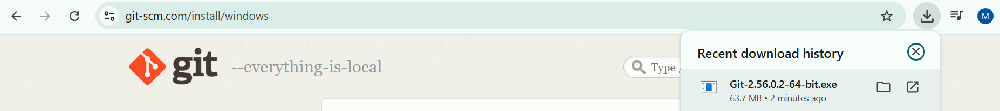 git-scm.com/install/windows
M
git --everything-is-local
Type /
Recent download history
Git-2.56.0.2-64-bit.exe
63.7 MB • 2 minutes ago